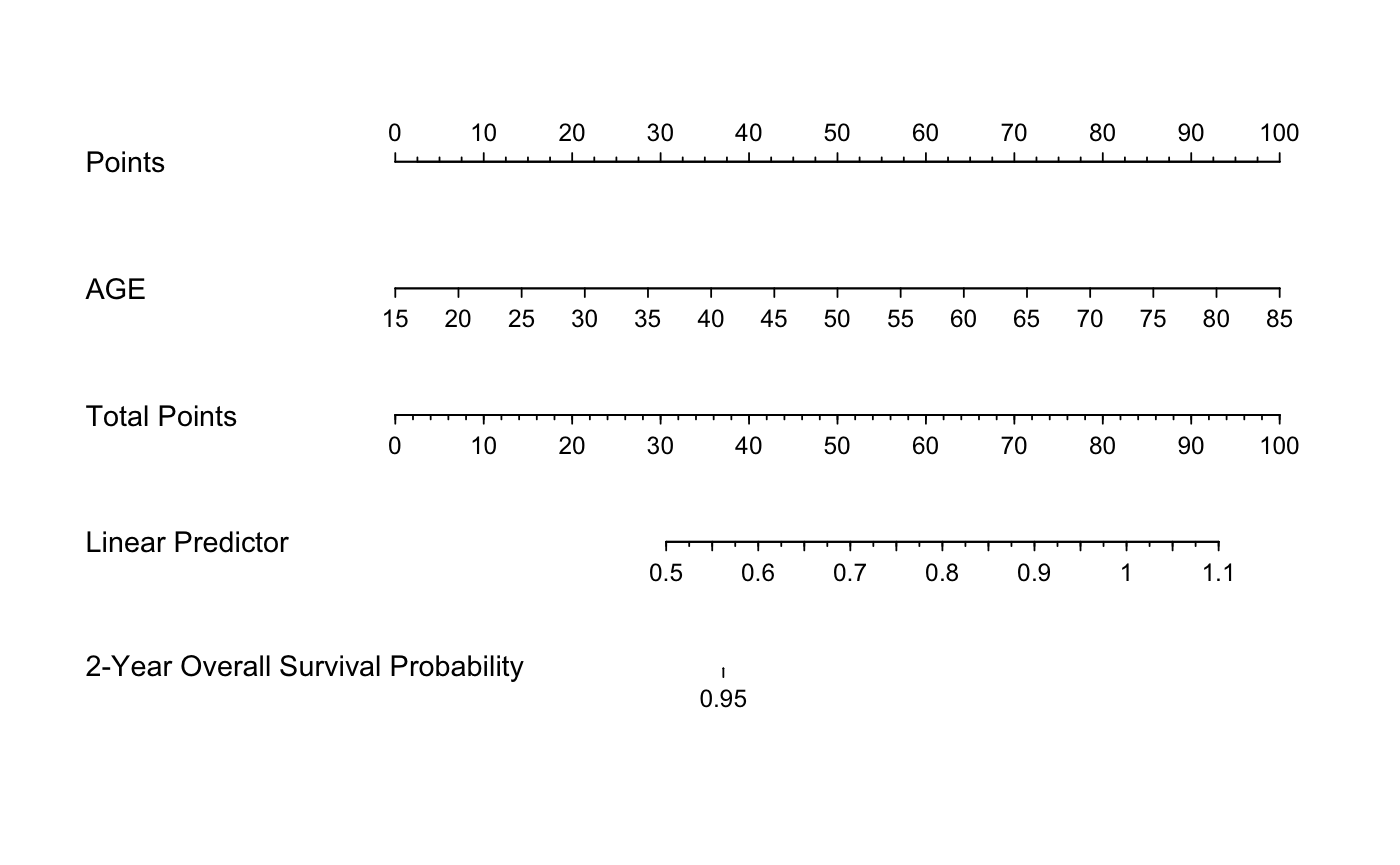 0 10 20 30 40 50 60 70 80 90 100
Points
AGE
15 20 25 30 35 40 45 50 55 60 65 70 75 80 85
Total Points
0 10 20 30 40 50 60 70 80 90 100
Linear Predictor
0.5 0.6 0.7 0.8 0.9 1 1.1
2-Year Overall Survival Probability
0.95